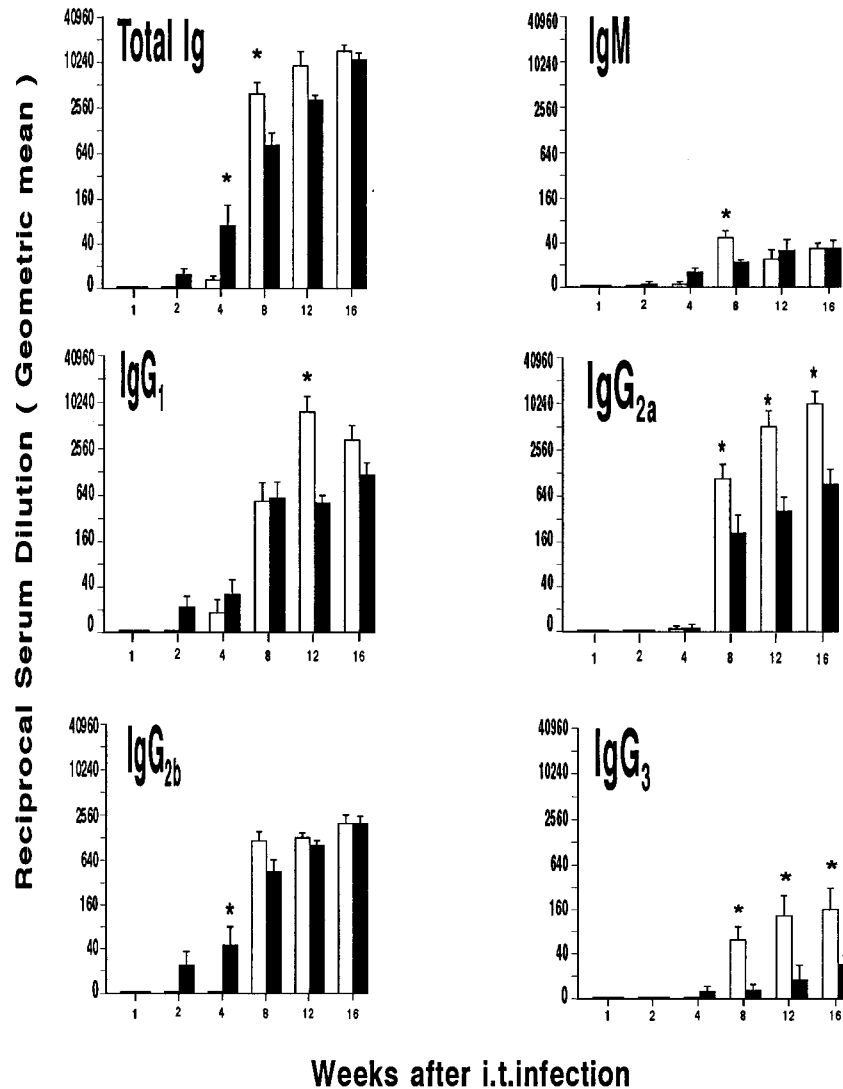 Reciprocal Serum Dilution ( Geometric mean )
Total Ig
*
*
40960
10240
2560
640
160
40
0
1 2 4 8 12 16
IgM
*
40960
10240
2560
640
160
40
0
1 2 4 8 12 16
IgG1
*
40960
10240
2560
640
160
40
0
1 2 4 8 12 16
IgG2a
* * *
40960
10240
2560
640
160
40
0
1 2 4 8 12 16
IgG2b
*
40960
10240
2560
640
160
40
0
1 2 4 8 12 16
IgG3
* * *
40960
10240
2560
640
160
40
0
1 2 4 8 12 16
Weeks after i.t.infection